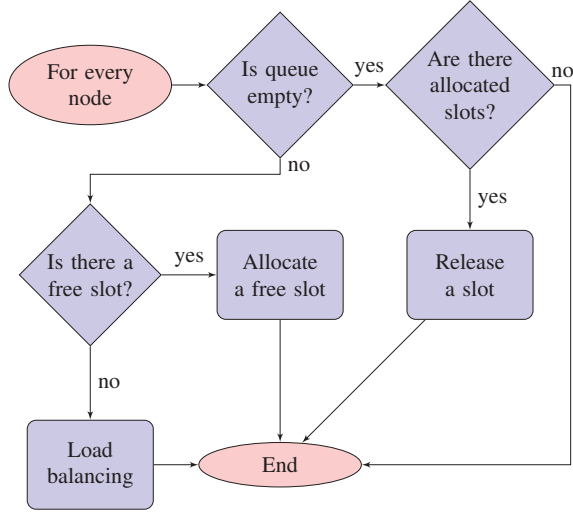 For every
node
Is queue
empty?
yes
Are there
allocated
slots?
no
no
yes
Is there a
free slot?
yes
Allocate
a free slot
Release
a slot
no
Load
balancing
End